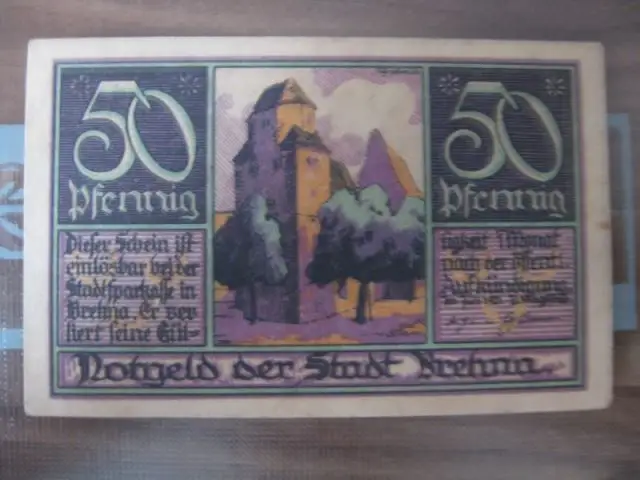 50
Pfennig
50
Pfennig
Dieser Schein ist
einlösbar bei der
Stadtsparkasse in
Brehna. Er ver-
liert seine Gül-
tigkeit 1 Monat
nach der öffentl.
Aufkündigung
Notgeld der Stadt Brehna